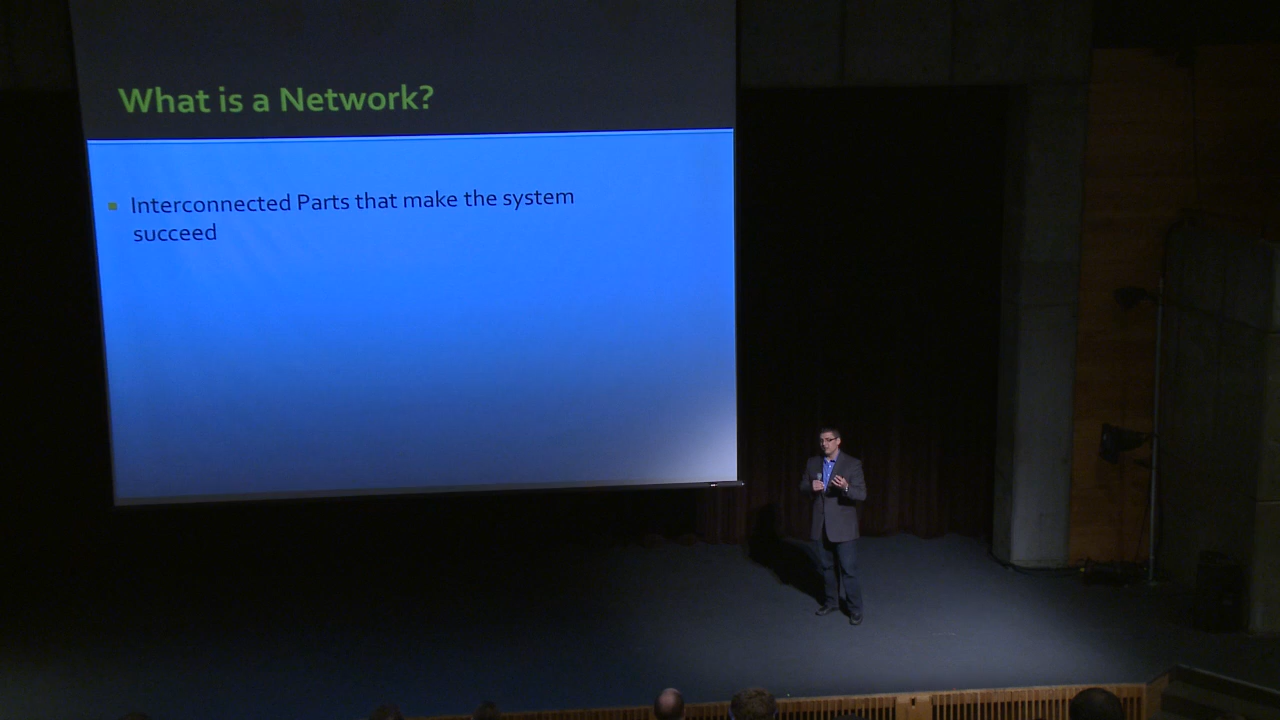 What is a Network?
Interconnected Parts that make the system
succeed